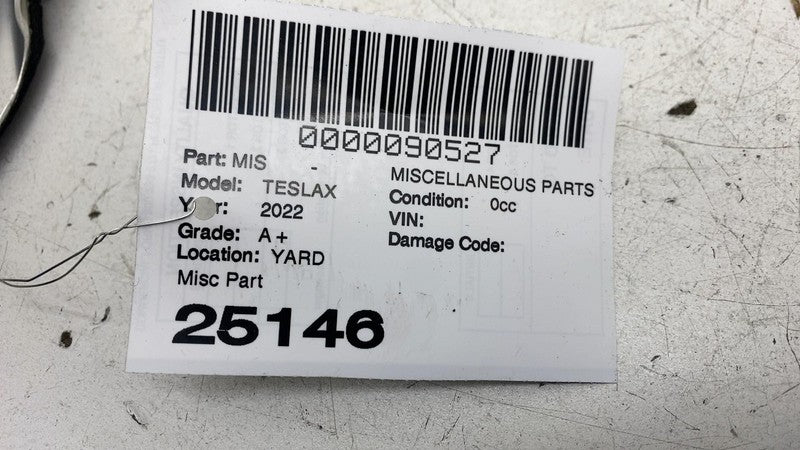 0000090527
Part: MIS -
MISCELLANEOUS PARTS
Model: TESLAX
Condition: 0cc
2022
VIN:
Grade: A+
Damage Code:
Location: YARD
Misc Part
25146